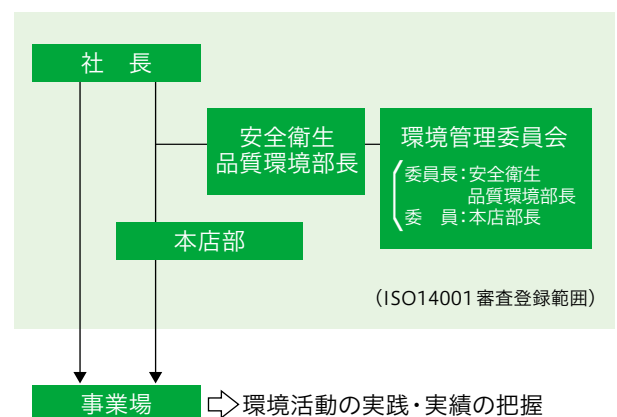 社　長
安全衛生
品質環境部長
環境管理委員会
委員長：安全衛生
品質環境部長
委　員：本店部長
本店部
（ISO14001審査登録範囲）
事業場
環境活動の実践・実績の把握